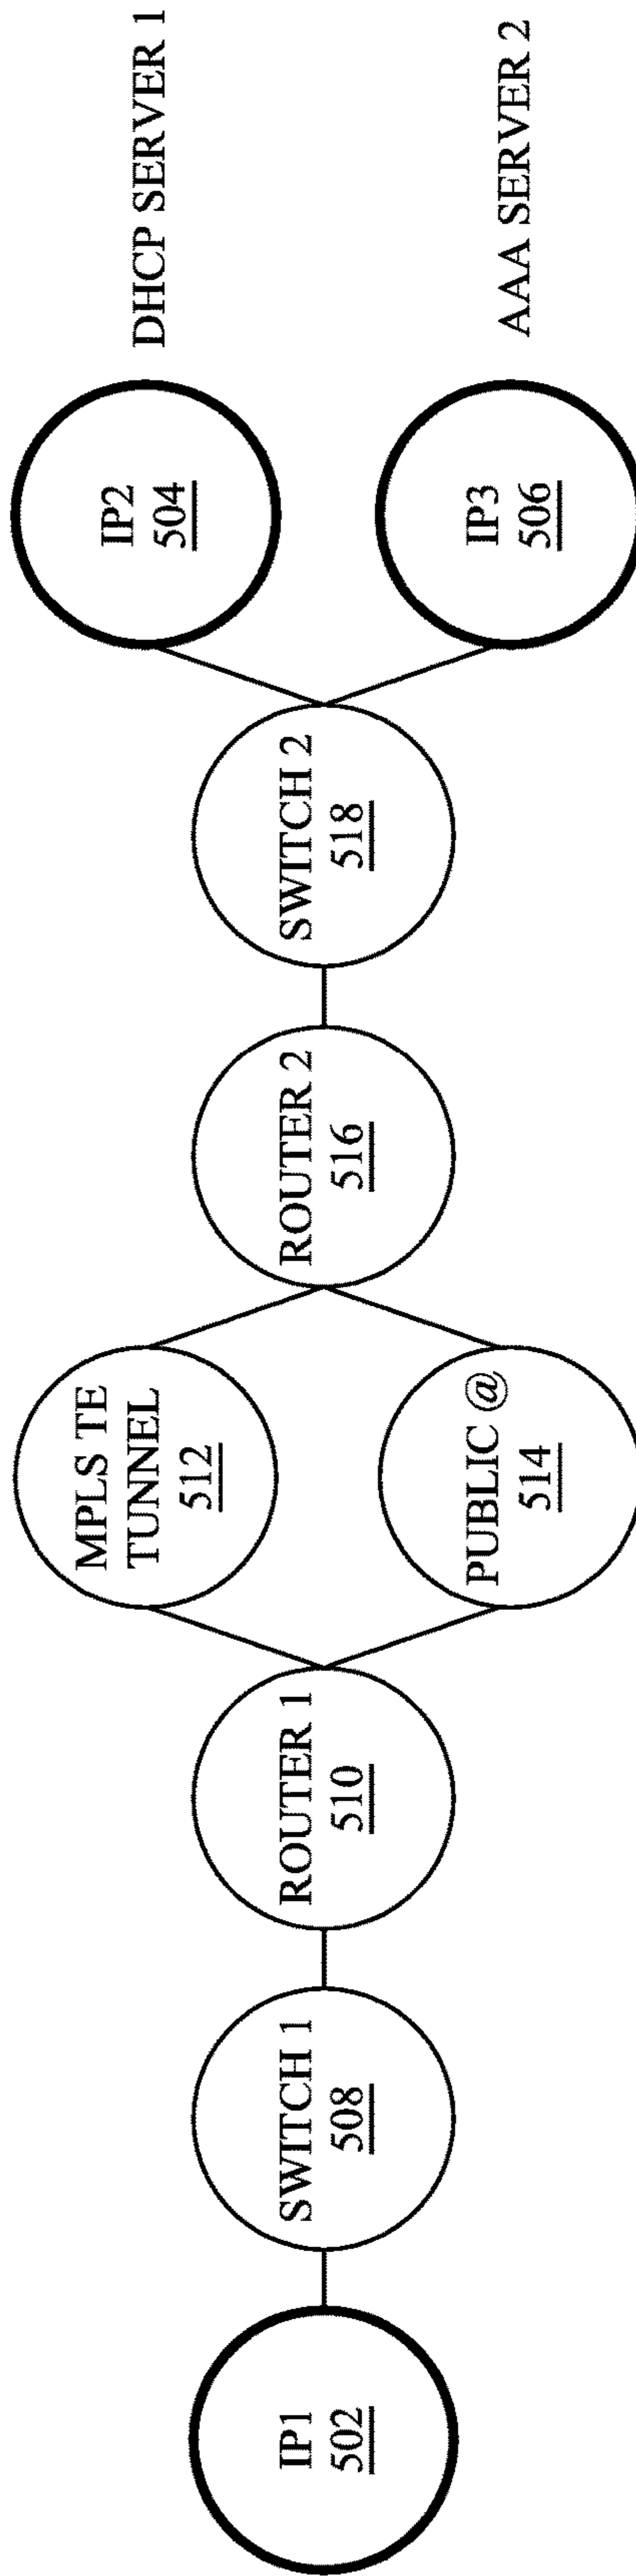 IP1
502
SWITCH 1
508
ROUTER 1
510
MPLS TE
TUNNEL
512
PUBLIC @
514
ROUTER 2
516
SWITCH 2
518
IP2
504
DHCP SERVER 1
IP3
506
AAA SERVER 2